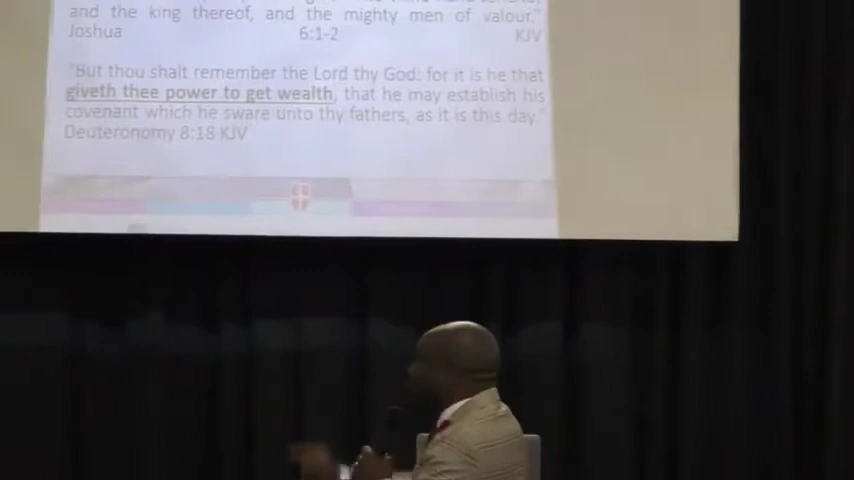 and the king thereof, and the mighty men of valour."
Joshua 6:1-2 KJV
"But thou shalt remember the Lord thy God: for it is he that
giveth thee power to get wealth, that he may establish his
covenant which he sware unto thy fathers, as it is this day."
Deuteronomy 8:18 KJV